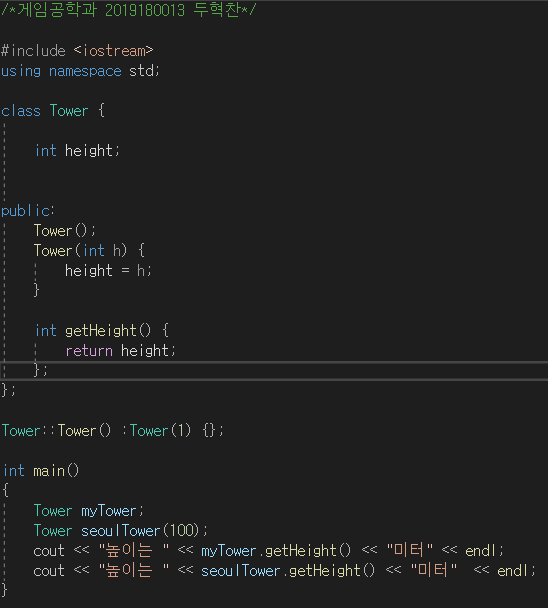 /*게임공학과 2019180013 두혁찬*/
#include <iostream>
using namespace std;
class Tower {
int height;
public:
Tower();
Tower(int h) {
height = h;
}
int getHeight() {
return height;
};
};
Tower::Tower() :Tower(1) {};
int main()
{
Tower myTower;
Tower seoulTower(100);
cout << "높이는 " << myTower.getHeight() << "미터" << endl;
cout << "높이는 " << seoulTower.getHeight() << "미터"  << endl;
}